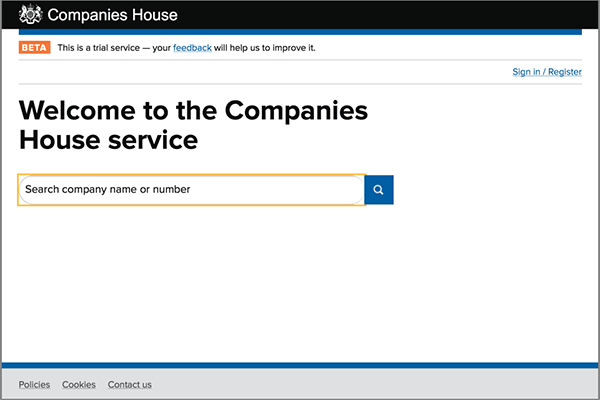 Companies House
BETA This is a trial service — your feedback will help us to improve it.
Sign in / Register
Welcome to the Companies
House service
Search company name or number
Policies Cookies Contact us